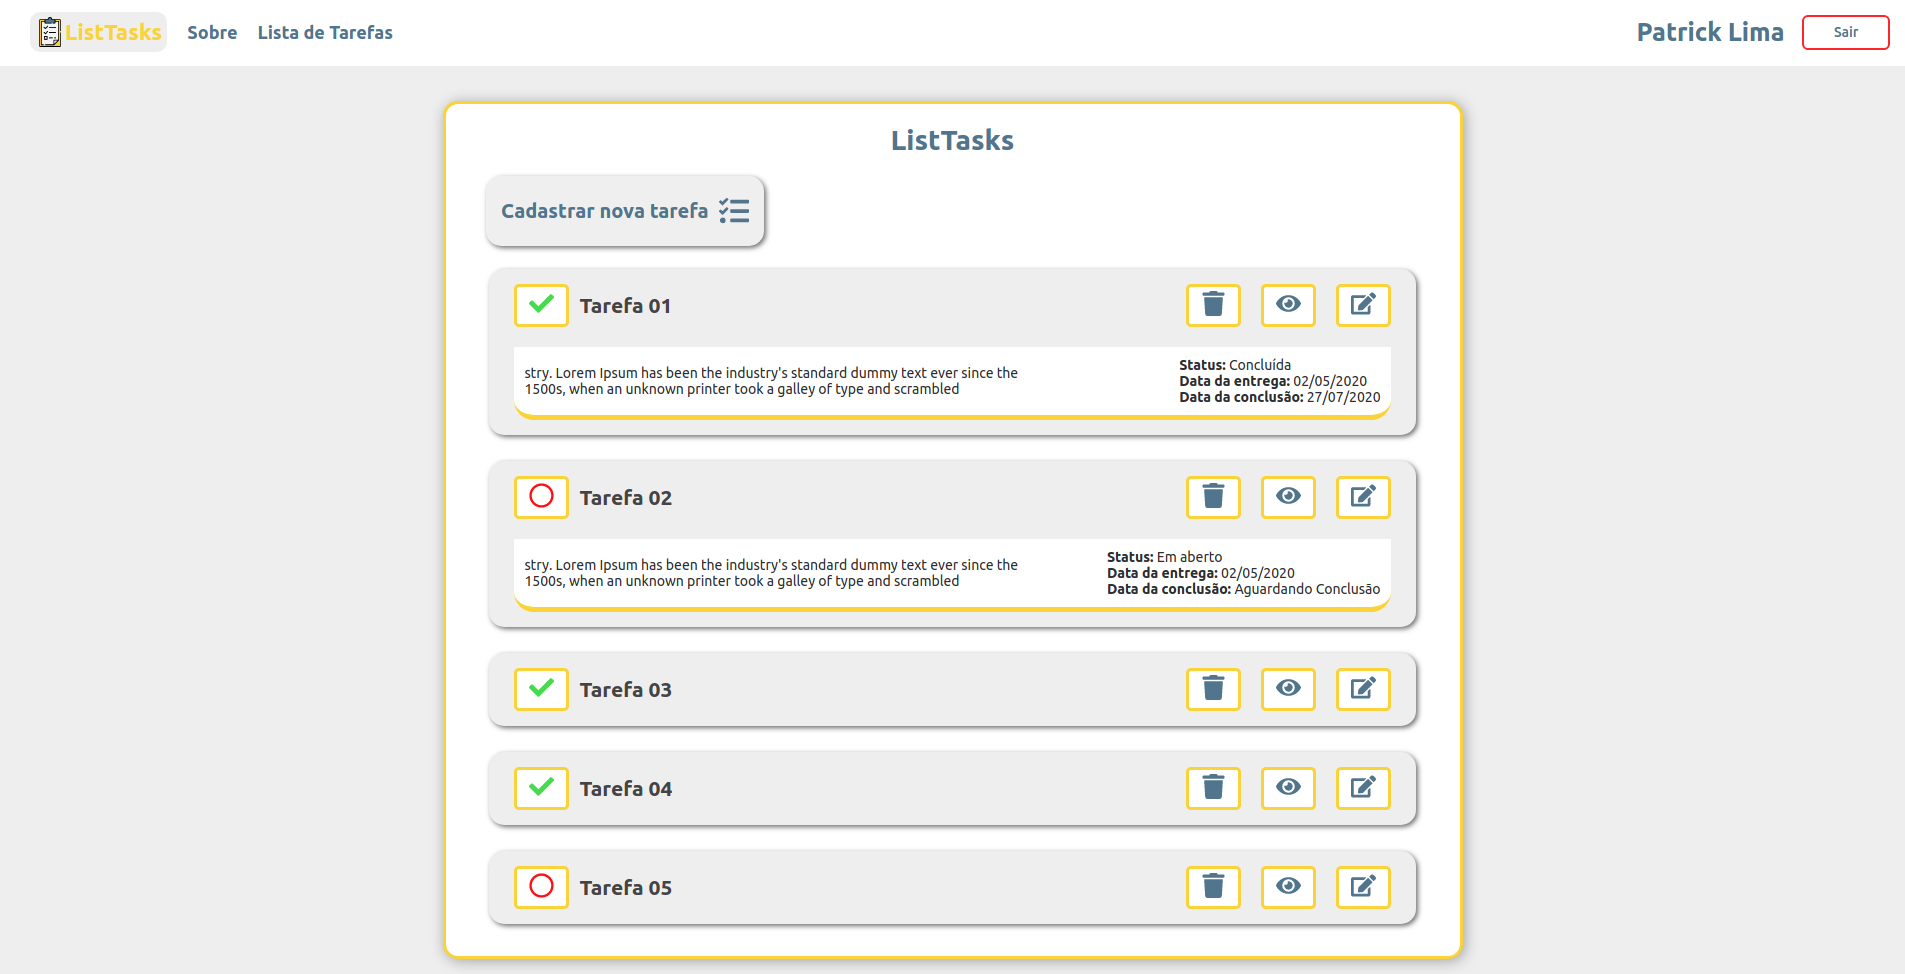 ListTasks
Sobre
Lista de Tarefas
Patrick Lima
Sair
ListTasks
Cadastrar nova tarefa
Tarefa 01
stry. Lorem Ipsum has been the industry's standard dummy text ever since the
1500s, when an unknown printer took a galley of type and scrambled
Status: Concluída
Data da entrega: 02/05/2020
Data da conclusão: 27/07/2020
Tarefa 02
stry. Lorem Ipsum has been the industry's standard dummy text ever since the
1500s, when an unknown printer took a galley of type and scrambled
Status: Em aberto
Data da entrega: 02/05/2020
Data da conclusão: Aguardando Conclusão
Tarefa 03
Tarefa 04
Tarefa 05